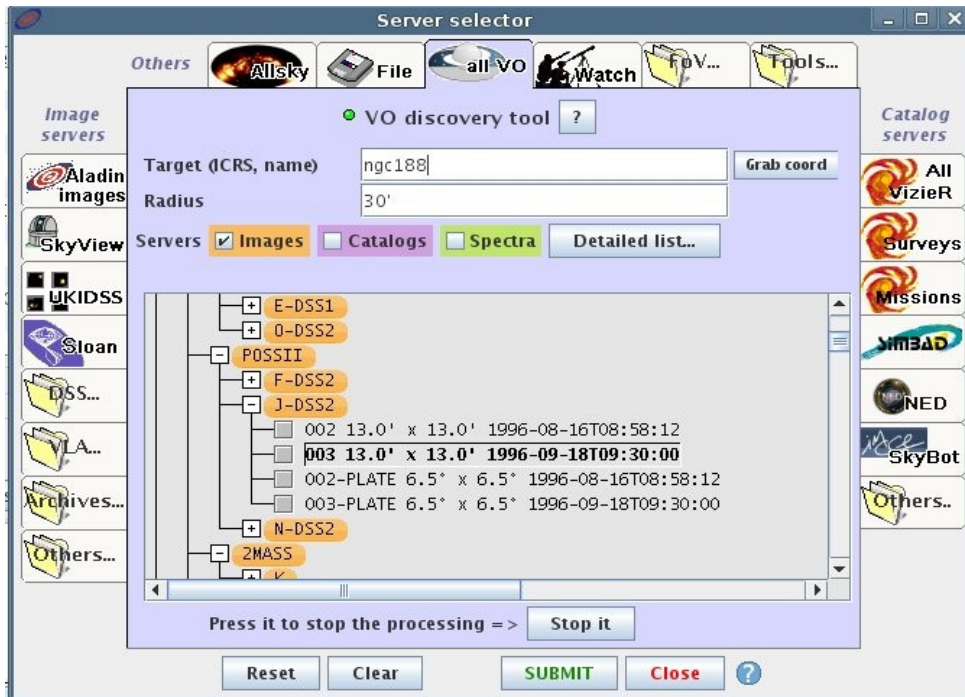 Server selector
Others
Allsky
File
all VO
Watch
FoV...
Tools...
Image
servers
Aladin
images
SkyView
UKIDSS
Sloan
DSS...
VLA...
Archives...
Others...
VO discovery tool ?
Target (ICRS, name) ngc188 Grab coord
Radius 30'
Servers Images Catalogs Spectra Detailed list...
E-DSS1
O-DSS2
POSSII
F-DSS2
J-DSS2
002 13.0' x 13.0' 1996-08-16T08:58:12
003 13.0' x 13.0' 1996-09-18T09:30:00
002-PLATE 6.5° x 6.5° 1996-08-16T08:58:12
003-PLATE 6.5° x 6.5° 1996-09-18T09:30:00
N-DSS2
2MASS
K
Press it to stop the processing => Stop it
Catalog
servers
All
VizieR
Surveys
Missions
SIMBAD
NED
SkyBot
Others..
Reset Clear SUBMIT Close ?